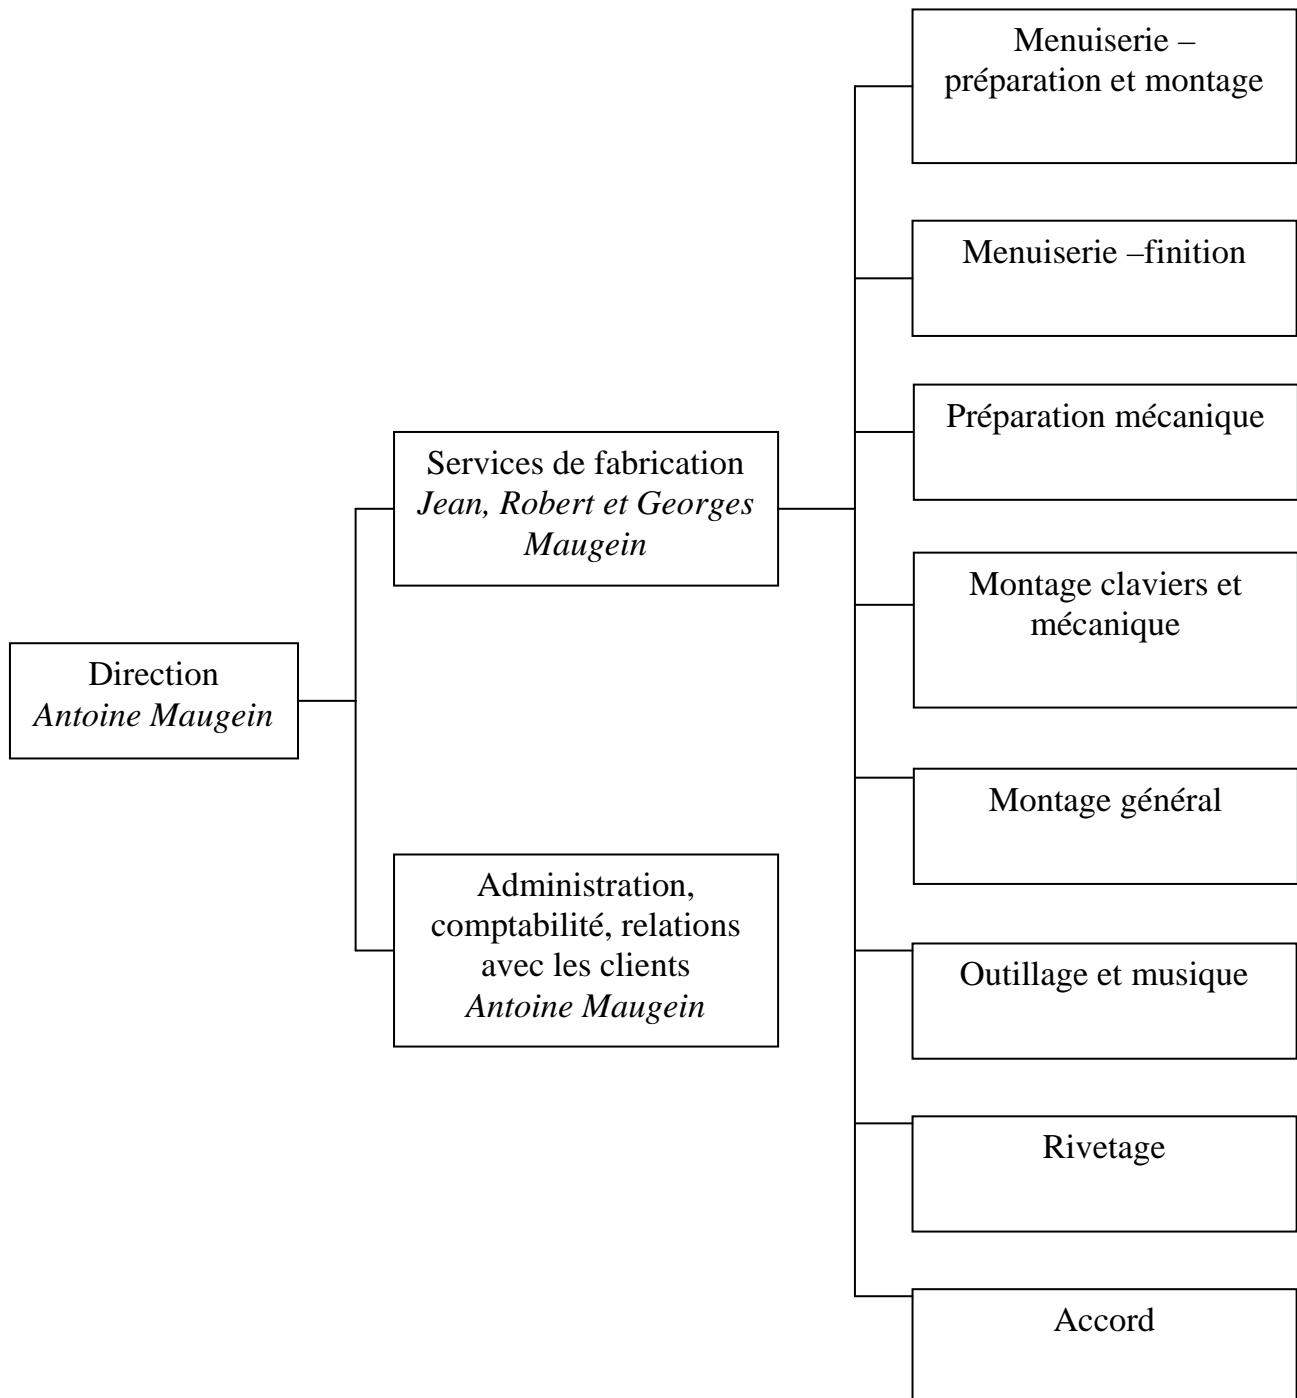 Direction
Antoine Maugein
Services de fabrication
Jean, Robert et Georges
Maugein
Administration,
comptabilité, relations
avec les clients
Antoine Maugein
Menuiserie –
préparation et montage
Menuiserie –finition
Préparation mécanique
Montage claviers et
mécanique
Montage général
Outillage et musique
Rivetage
Accord